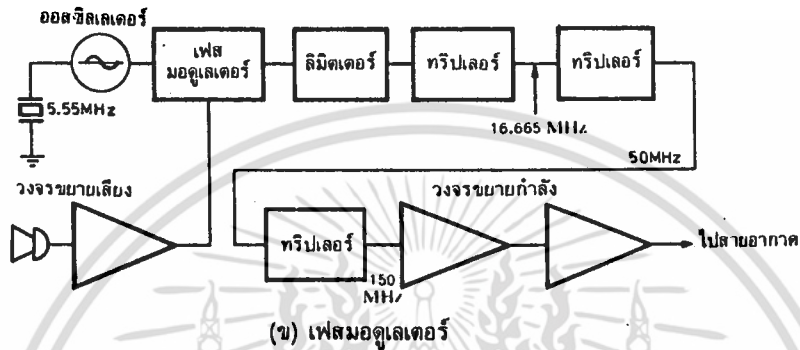 ออสซิลเลเตอร์
เฟส
มอดูเลเตอร์
ลิมิตเตอร์
ทริปเลอร์
ทริปเลอร์
5.55MHz
16.665 MHz
50MHz
วงจรขยายเสียง
วงจรขยายกำลัง
ทริปเลอร์
150
MHz
ไปสายอากาศ
(ข) เฟสมอดูเลเตอร์